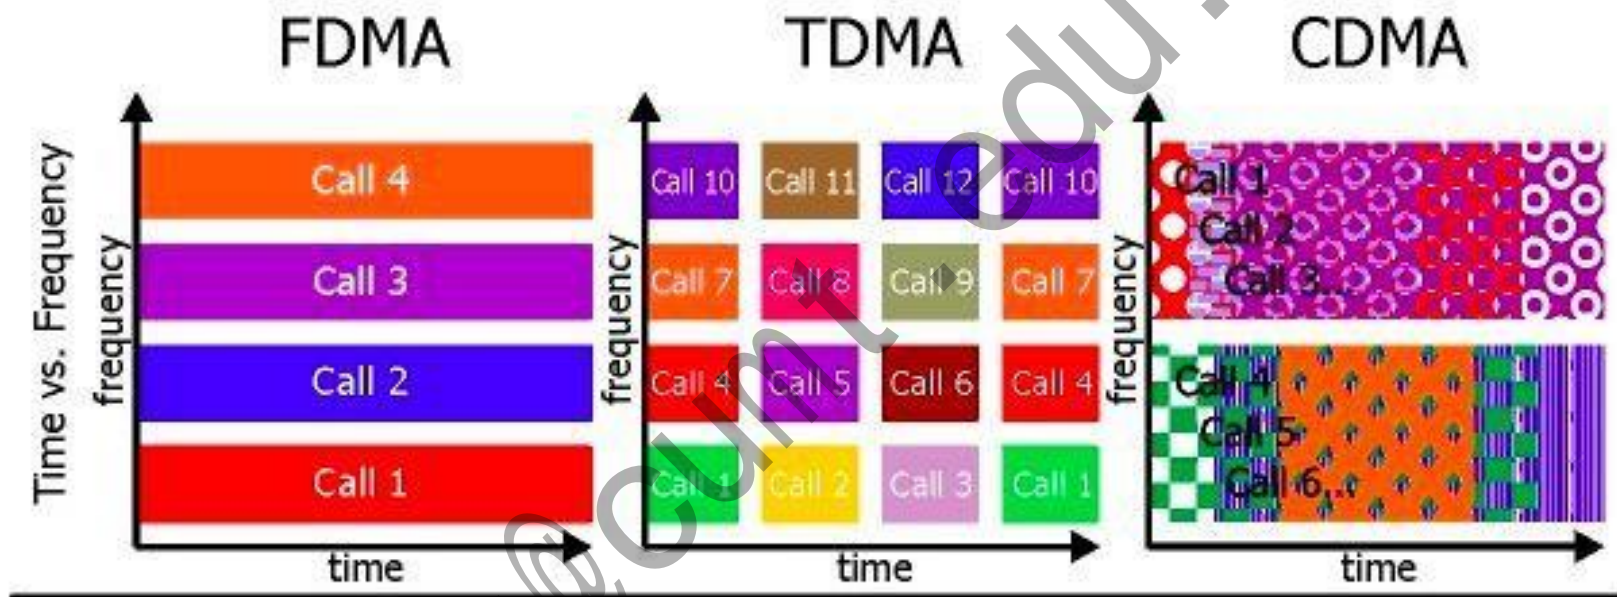 FDMA
TDMA
CDMA
Time vs. Frequency
frequency
Call 4
Call 3
Call 2
Call 1
time
frequency
Call 10 Call 11 Call 12 Call 10
Call 7 Call 8 Call 9 Call 7
Call 4 Call 5 Call 6 Call 4
Call 1 Call 2 Call 3 Call 1
time
frequency
Call 1
Call 2
Call 3...
Call 4
Call 5
Call 6...
time
@cumt.edu.